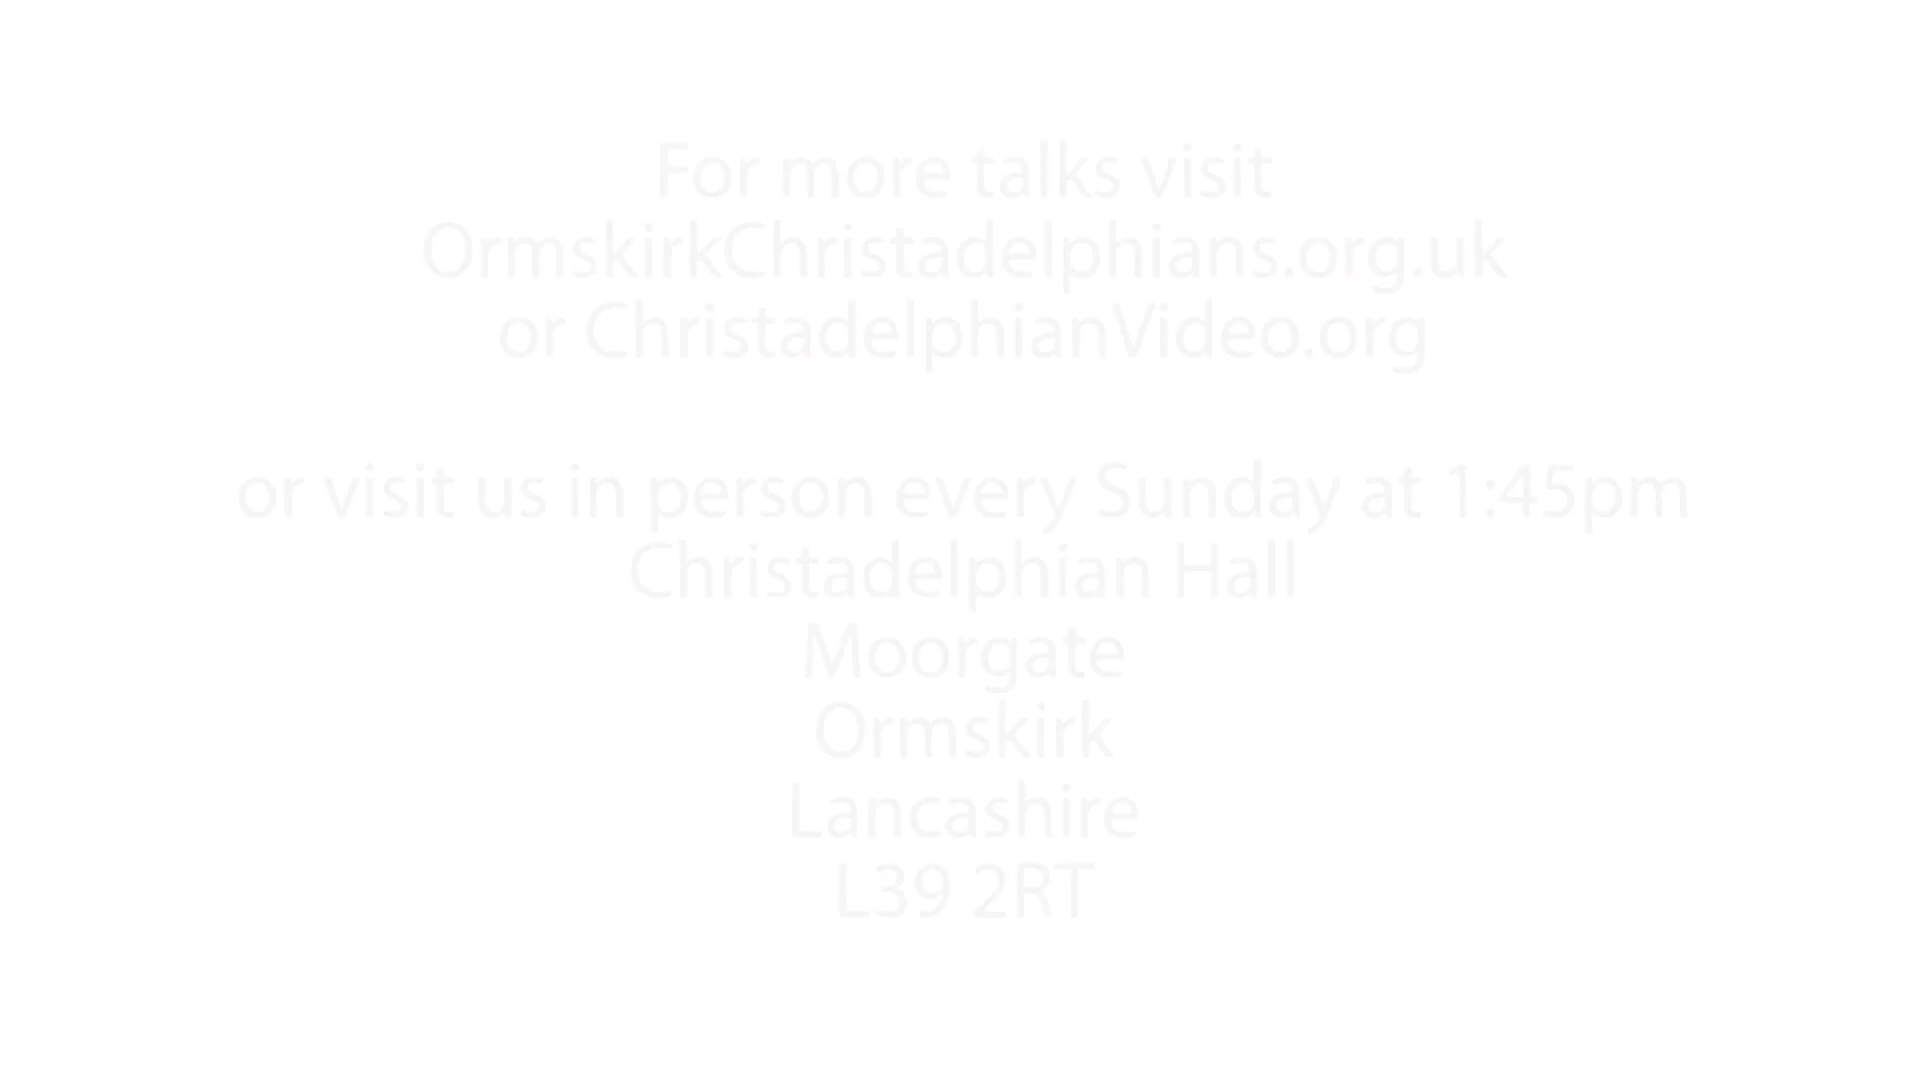 For more talks visit
OrmskirkChristadelphians.org.uk
or ChristadelphianVideo.org
or visit us in person every Sunday at 1:45pm
Christadelphian Hall
Moorgate
Ormskirk
Lancashire
L39 2RT